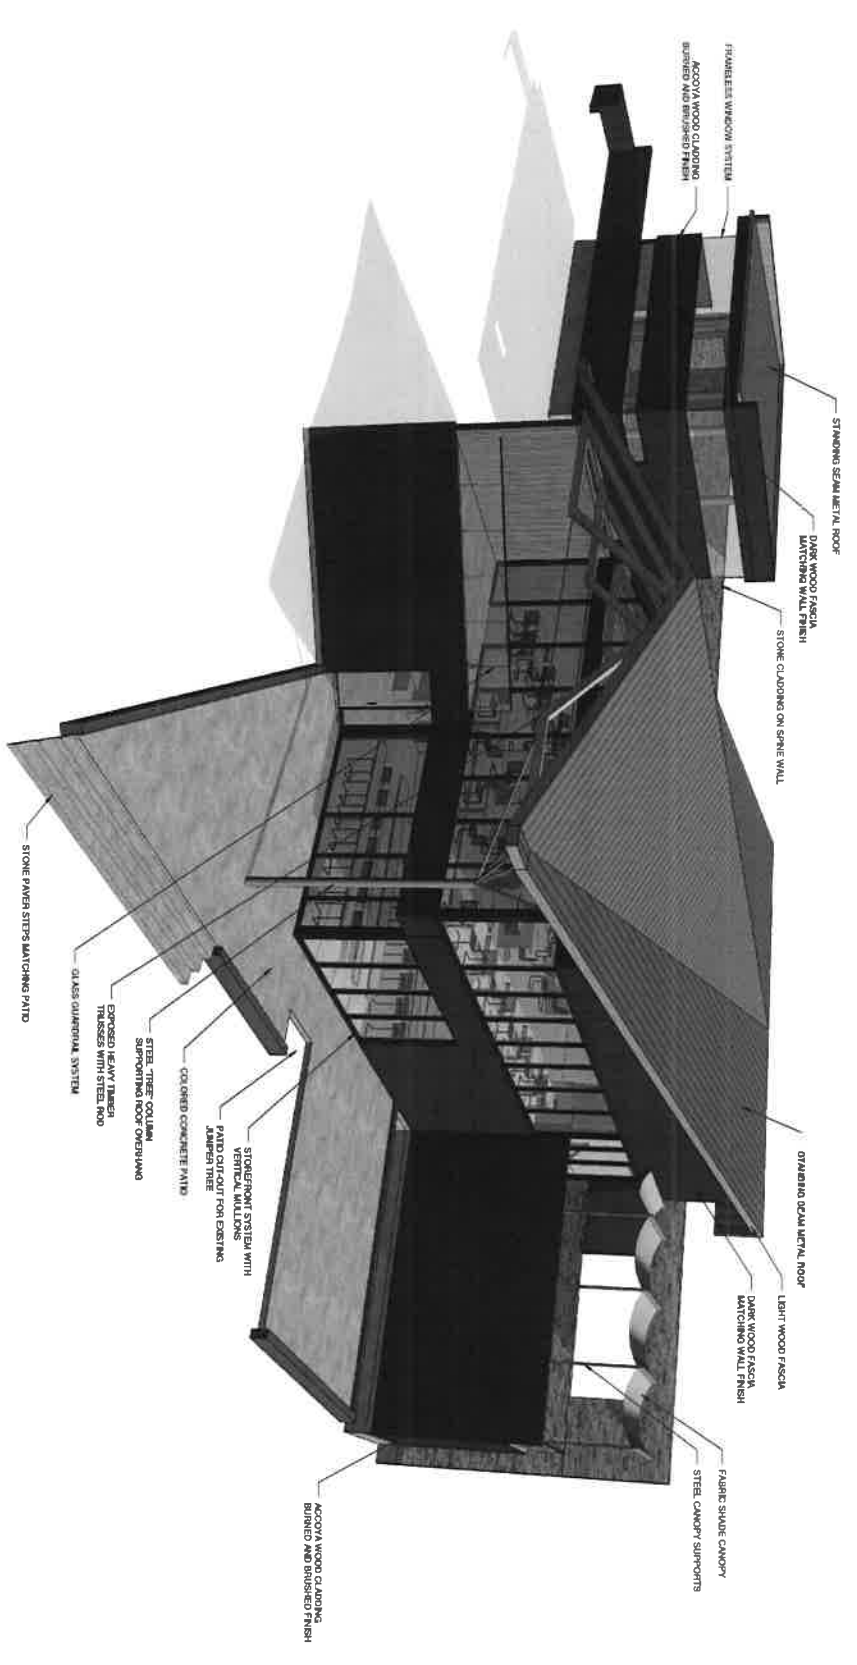 FRAMELESS WINDOW SYSTEM
ACCOYA WOOD CLADDING
BURNED AND BRUSHED FINISH
STANDING SEAM METAL ROOF
DARK WOOD FASCIA
MATCHING WALL FINISH
STONE CLADDING ON SPINE WALL
STANDING SEAM METAL ROOF
LIGHT WOOD FASCIA
DARK WOOD FASCIA
MATCHING WALL FINISH
FABRIC SHADE CANOPY
STEEL CANOPY SUPPORTS
STONE PAVER STEPS MATCHING PATIO
GLASS GUARDRAIL SYSTEM
EXPOSED HEAVY TIMBER
TRUSSES WITH STEEL ROD
STEEL "TREE" COLUMN
SUPPORTING ROOF OVERHANG
COLORED CONCRETE PATIO
PATIO CUT-OUT FOR EXISTING
JUNIPER TREE
STOREFRONT SYSTEM WITH
VERTICAL MULLIONS
ACCOYA WOOD CLADDING
BURNED AND BRUSHED FINISH